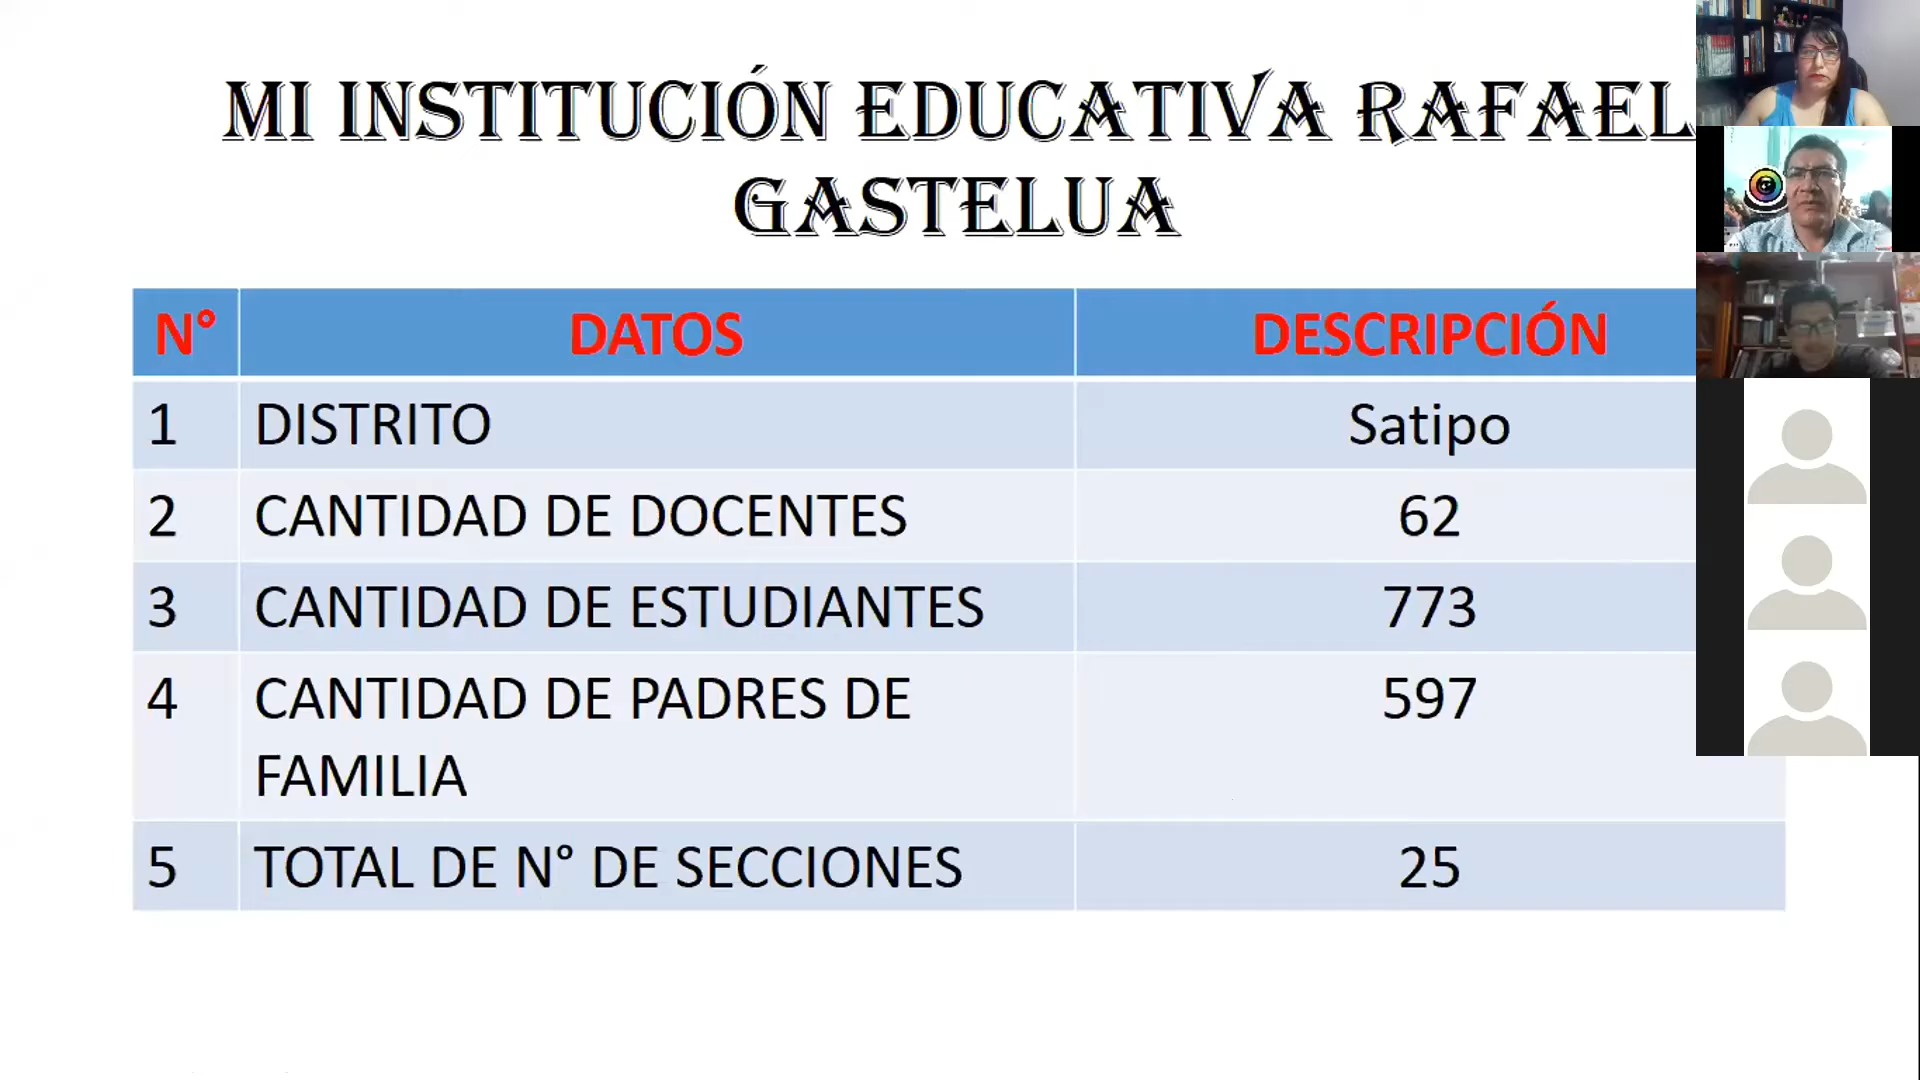 MI INSTITUCIÓN EDUCATIVA RAFAEL
GASTELUA
N° DATOS DESCRIPCIÓN
1 DISTRITO Satipo
2 CANTIDAD DE DOCENTES 62
3 CANTIDAD DE ESTUDIANTES 773
4 CANTIDAD DE PADRES DE 597
FAMILIA
5 TOTAL DE N° DE SECCIONES 25